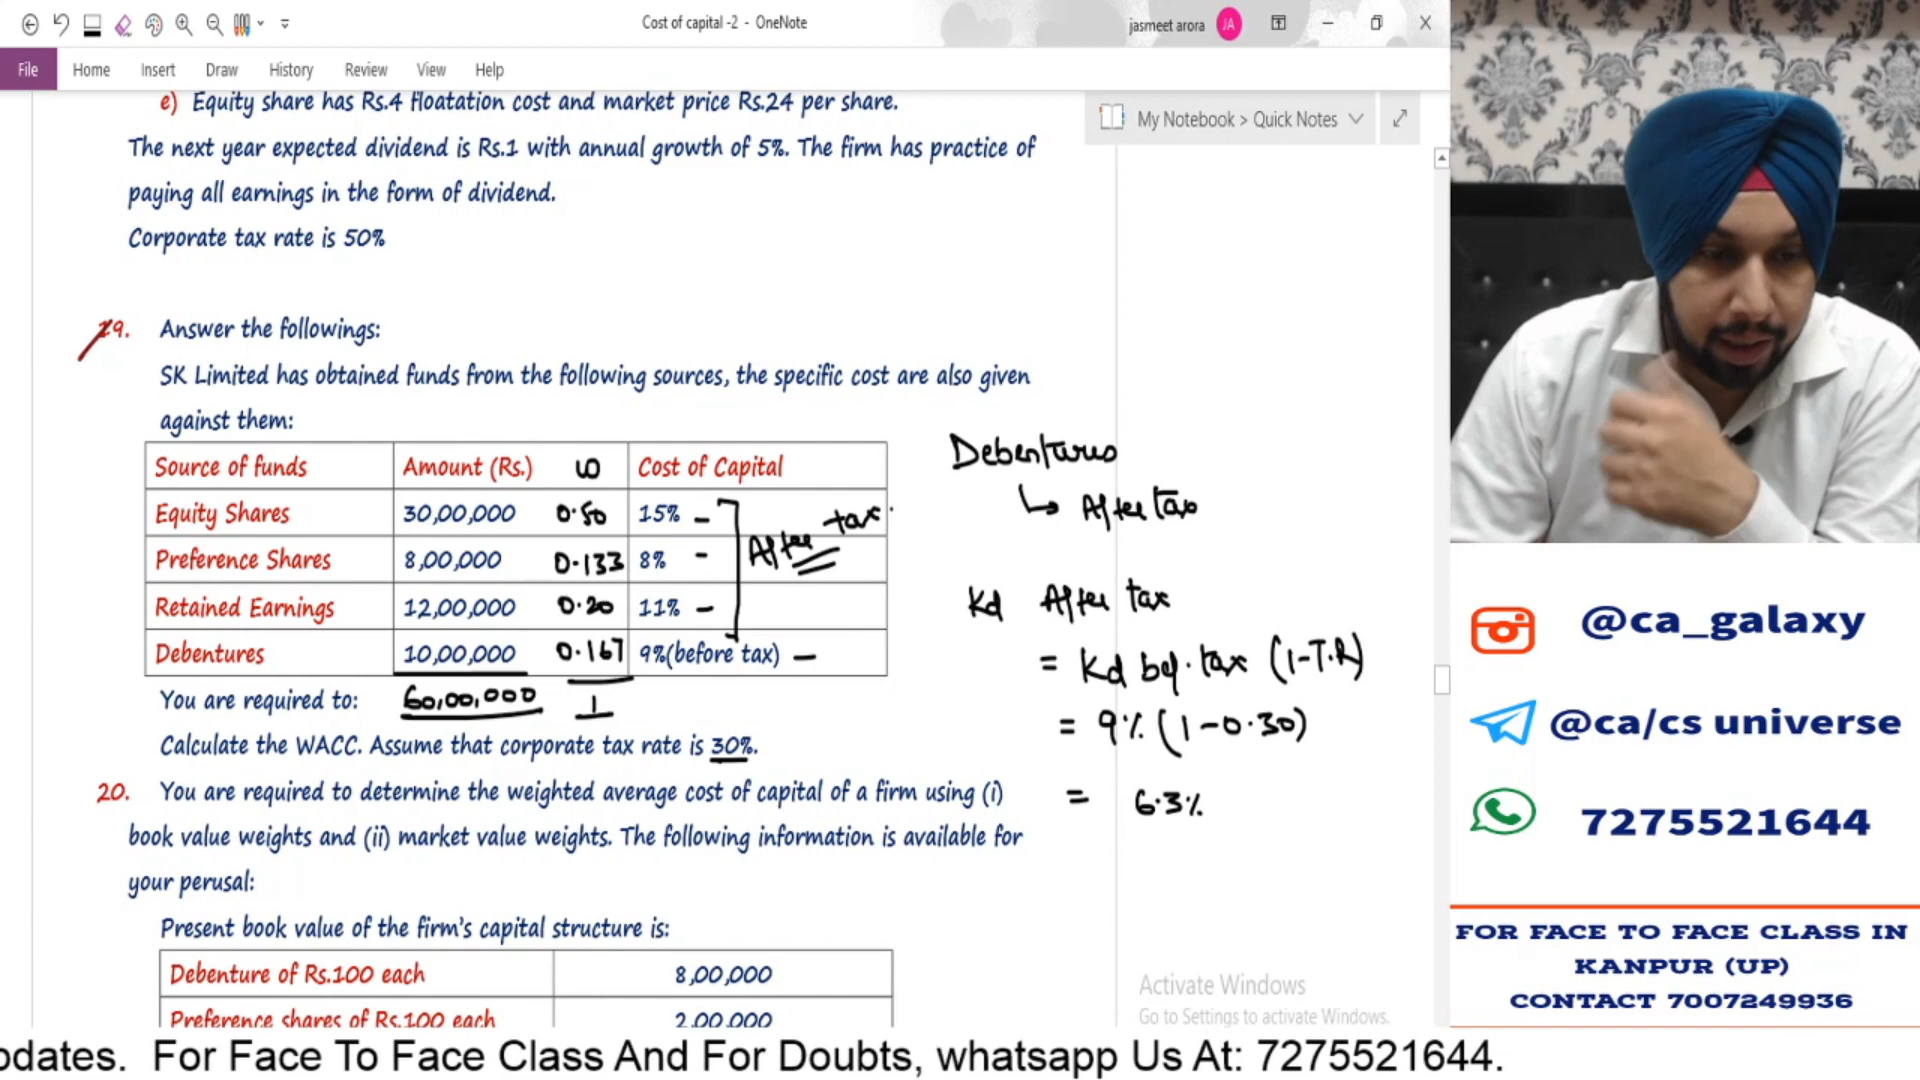 Cost of capital -2 - OneNote
jasmeet arora JA
File Home Insert Draw History Review View Help
My Notebook > Quick Notes
e) Equity share has Rs.4 floatation cost and market price Rs.24 per share.
The next year expected dividend is Rs.1 with annual growth of 5%. The firm has practice of
paying all earnings in the form of dividend.
Corporate tax rate is 50%
19. Answer the followings:
SK Limited has obtained funds from the following sources, the specific cost are also given
against them:
Source of funds Amount (Rs.) Cost of Capital
Equity Shares 30,00,000 0.50 15%
Preference Shares 8,00,000 0.133 8%
Retained Earnings 12,00,000 0.20 11%
Debentures 10,00,000 0.167 9%(before tax)
After tax
60,00,000 1
You are required to:
Calculate the WACC. Assume that corporate tax rate is 30%.
Debentures
After tax
Kd After tax
= Kd bef. tax (1-T.R)
= 9% (1-0.30)
= 6.3%
20. You are required to determine the weighted average cost of capital of a firm using (i)
book value weights and (ii) market value weights. The following information is available for
your perusal:
Present book value of the firm's capital structure is:
Debenture of Rs.100 each 8,00,000
Preference shares of Rs.100 each 2,00,000
Activate Windows
Go to Settings to activate Windows.
@ca_galaxy
@ca/cs universe
7275521644
FOR FACE TO FACE CLASS IN
KANPUR (UP)
CONTACT 7007249936
pdates. For Face To Face Class And For Doubts, whatsapp Us At: 7275521644.